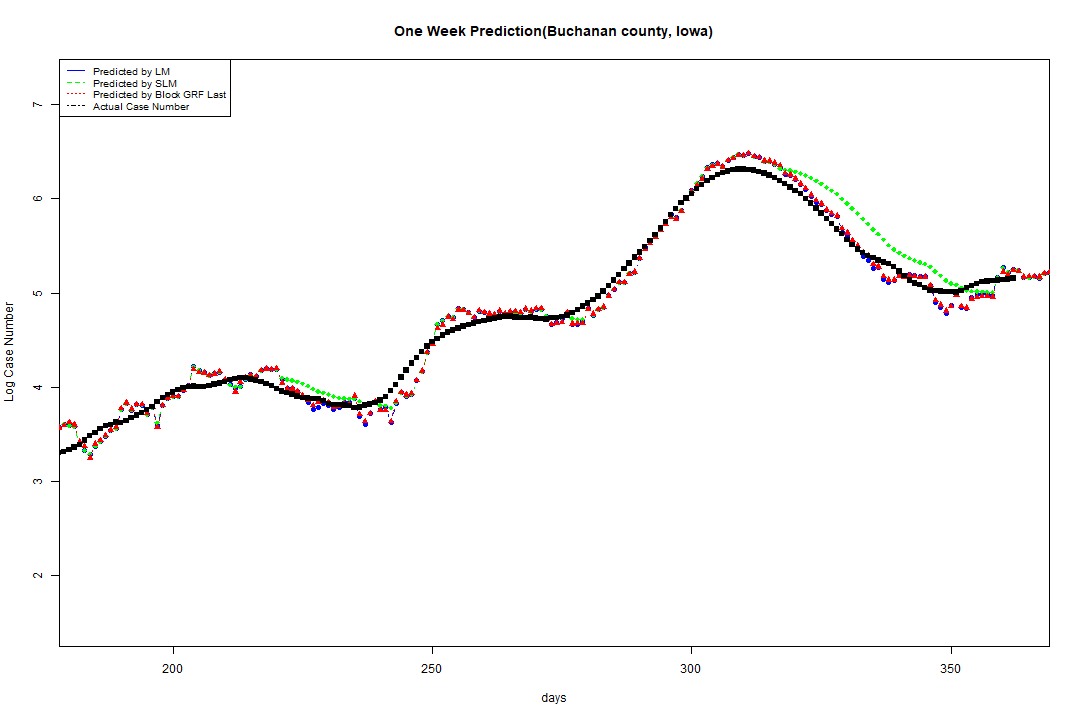 One Week Prediction(Buchanan county, Iowa)
Predicted by LM
Predicted by SLM
Predicted by Block GRF Last
Actual Case Number
7
6
5
4
3
2
Log Case Number
200
250
300
350
days